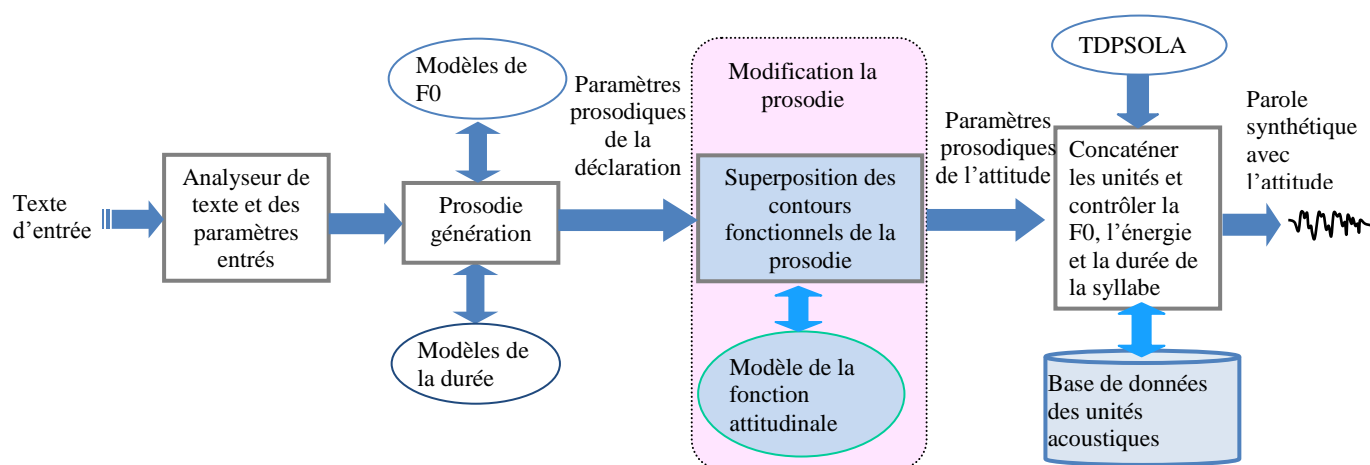 Texte
d'entrée
Analyseur de
texte et des
paramètres
entrés
Modèles de
F0
Prosodie
génération
Modèles de
la durée
Paramètres
prosodiques
de la
déclaration
Modification la
prosodie
Superposition des
contours
fonctionnels de la
prosodie
Modèle de la
fonction
attitudinale
Paramètres
prosodiques
de l'attitude
TDPSOLA
Concaténer
les unités et
contrôler la
F0, l'énergie
et la durée de
la syllabe
Base de données
des unités
acoustiques
Parole
synthétique
avec
l'attitude